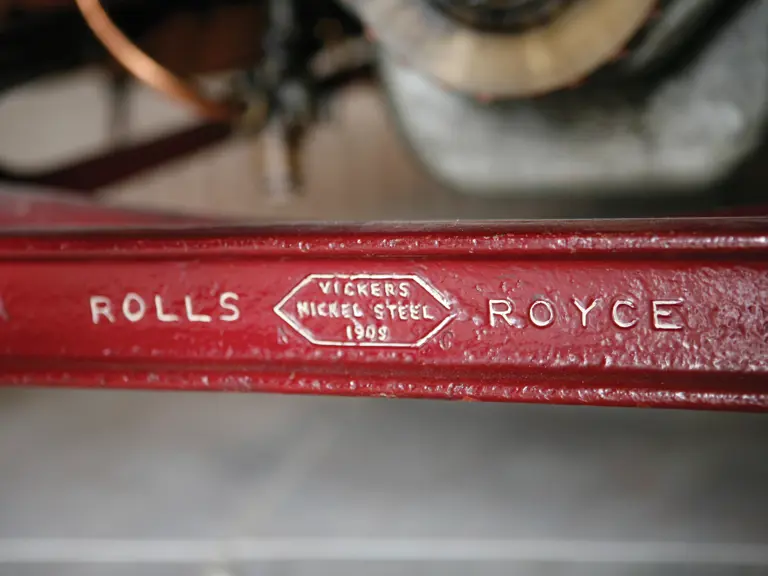 ROLLS
VICKERS
NICKEL STEEL
1909
ROYCE